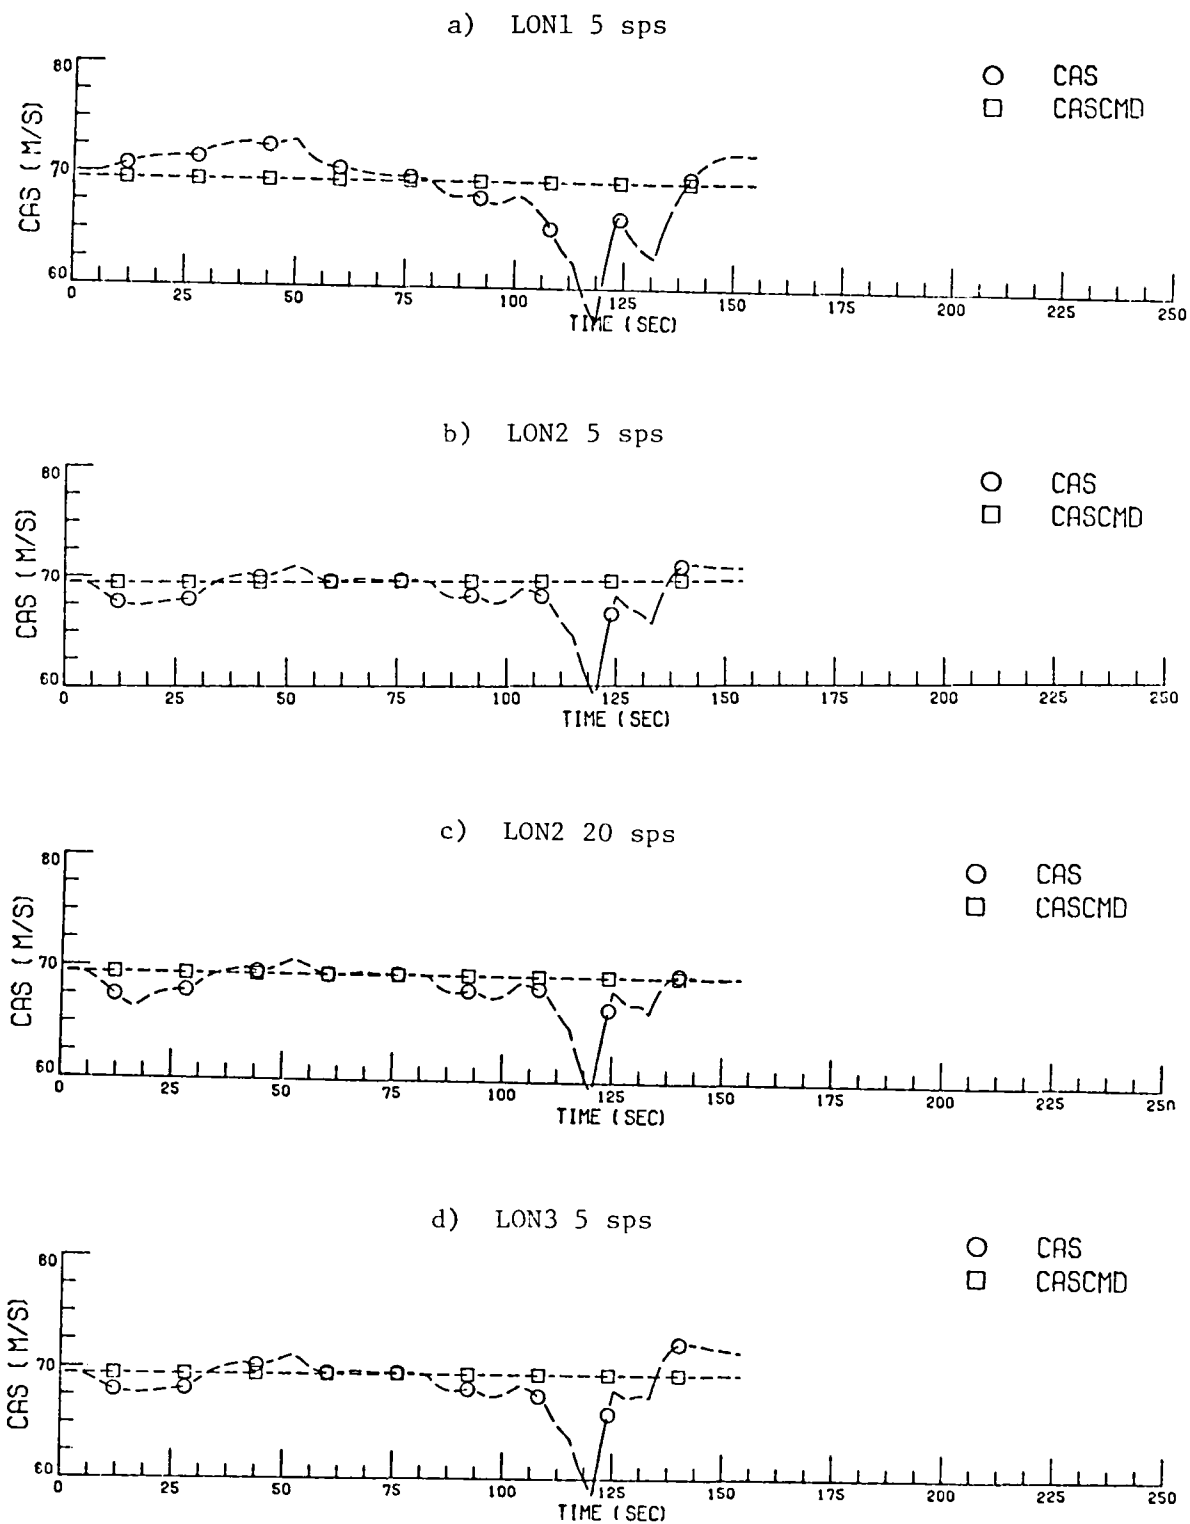 a) LON1 5 sps
80
CAS
CASCMD
CAS (M/S)
70
60
0 25 50 75 100 125 150 175 200 225 250
TIME (SEC)
b) LON2 5 sps
80
CAS
CASCMD
CAS (M/S)
70
60
0 25 50 75 100 125 150 175 200 225 250
TIME (SEC)
c) LON2 20 sps
80
CAS
CASCMD
CAS (M/S)
70
60
0 25 50 75 100 125 150 175 200 225 250
TIME (SEC)
d) LON3 5 sps
80
CAS
CASCMD
CAS (M/S)
70
60
0 25 50 75 100 125 150 175 200 225 250
TIME (SEC)